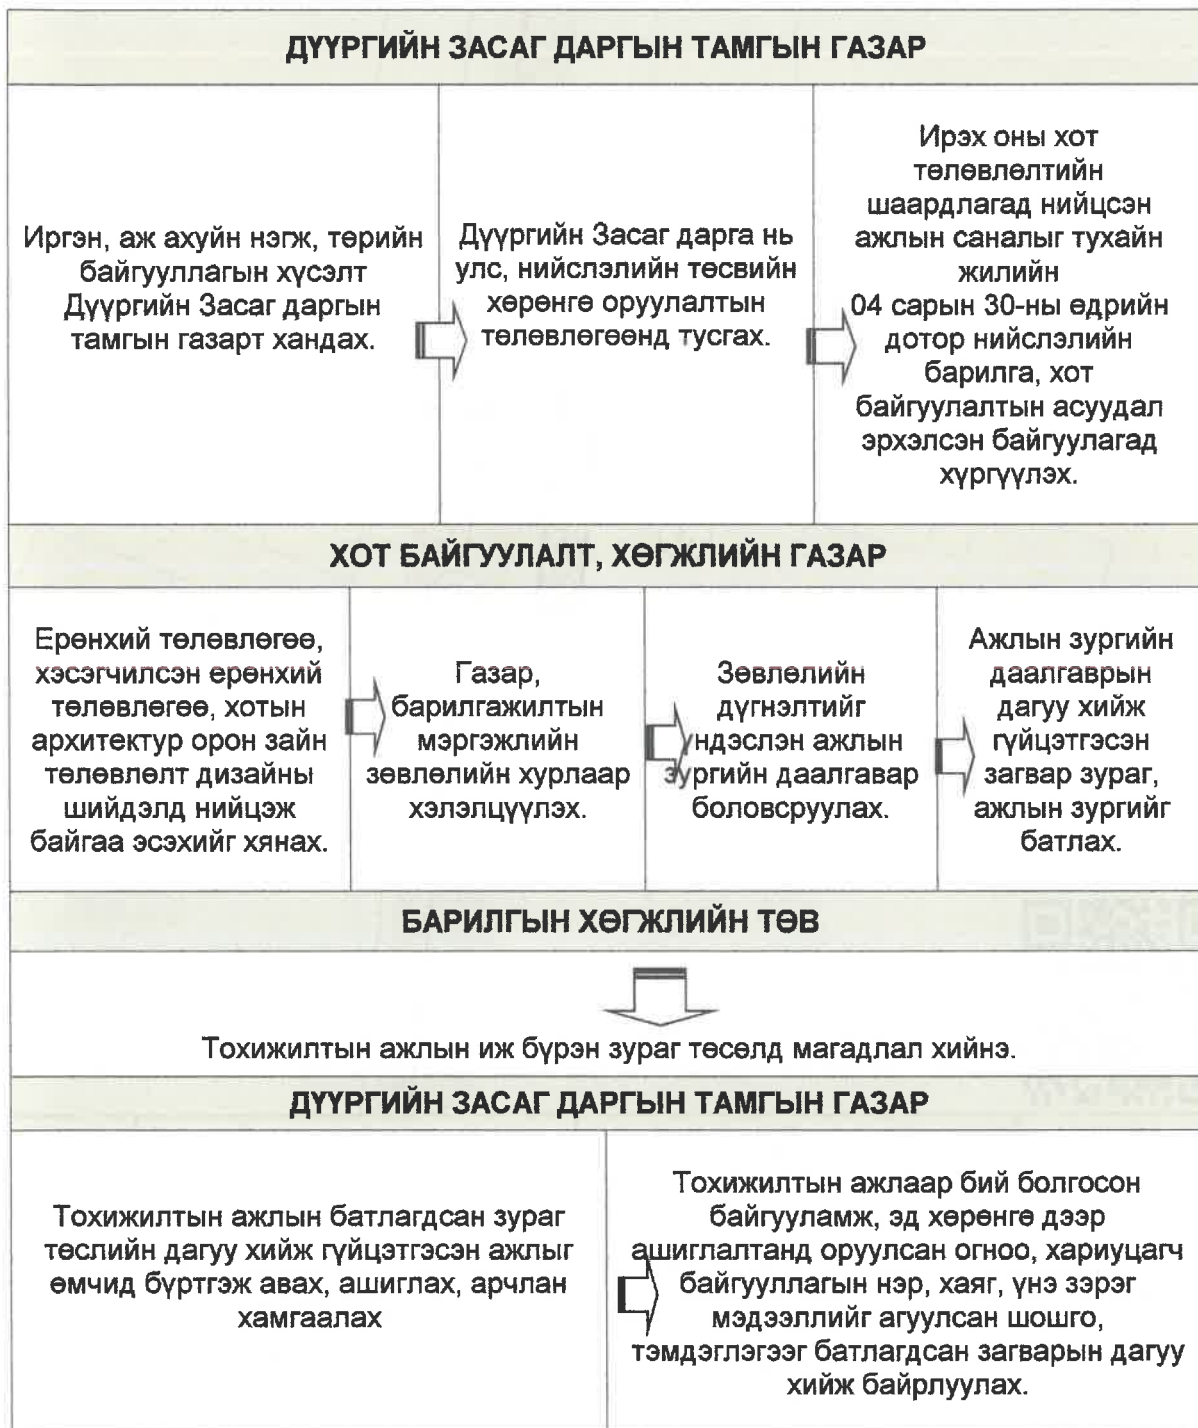 ДҮҮРГИЙН ЗАСАГ ДАРГЫН ТАМГЫН ГАЗАР
Иргэн, аж ахуйн нэгж, төрийн
байгууллагын хүсэлт
Дүүргийн Засаг даргын
тамгын газарт хандах.
Дүүргийн Засаг дарга нь
улс, нийслэлийн төсвийн
хөрөнгө оруулалтын
төлөвлөгөөнд тусгах.
Ирэх оны хот
төлөвлөлтийн
шаардлагад нийцсэн
ажлын саналыг тухайн
жилийн
04 сарын 30-ны өдрийн
дотор нийслэлийн
барилга, хот
байгуулалтын асуудал
эрхэлсэн байгуулагад
хүргүүлэх.
ХОТ БАЙГУУЛАЛТ, ХӨГЖЛИЙН ГАЗАР
Ерөнхий төлөвлөгөө,
хэсэгчилсэн ерөнхий
төлөвлөгөө, хотын
архитектур орон зайн
төлөвлөлт дизайны
шийдэлд нийцэж
байгаа эсэхийг хянах.
Газар,
барилгажилтын
мэргэжлийн
зөвлөлийн хурлаар
хэлэлцүүлэх.
Зөвлөлийн
дүгнэлтийг
үндэслэн ажлын
зургийн даалгавар
боловсруулах.
Ажлын зургийн
даалгаврын
дагуу хийж
гүйцэтгэсэн
загвар зураг,
ажлын зургийг
батлах.
БАРИЛГЫН ХӨГЖЛИЙН ТӨВ
Тохижилтын ажлын иж бүрэн зураг төсөлд магадлал хийнэ.
ДҮҮРГИЙН ЗАСАГ ДАРГЫН ТАМГЫН ГАЗАР
Тохижилтын ажлын батлагдсан зураг
төслийн дагуу хийж гүйцэтгэсэн ажлыг
өмчид бүртгэж авах, ашиглах, арчлан
хамгаалах
Тохижилтын ажлаар бий болгосон
байгууламж, эд хөрөнгө дээр
ашиглалтанд оруулсан огноо, хариуцагч
байгууллагын нэр, хаяг, үнэ зэрэг
мэдээллийг агуулсан шошго,
тэмдэглэгээг батлагдсан загварын дагуу
хийж байрлуулах.